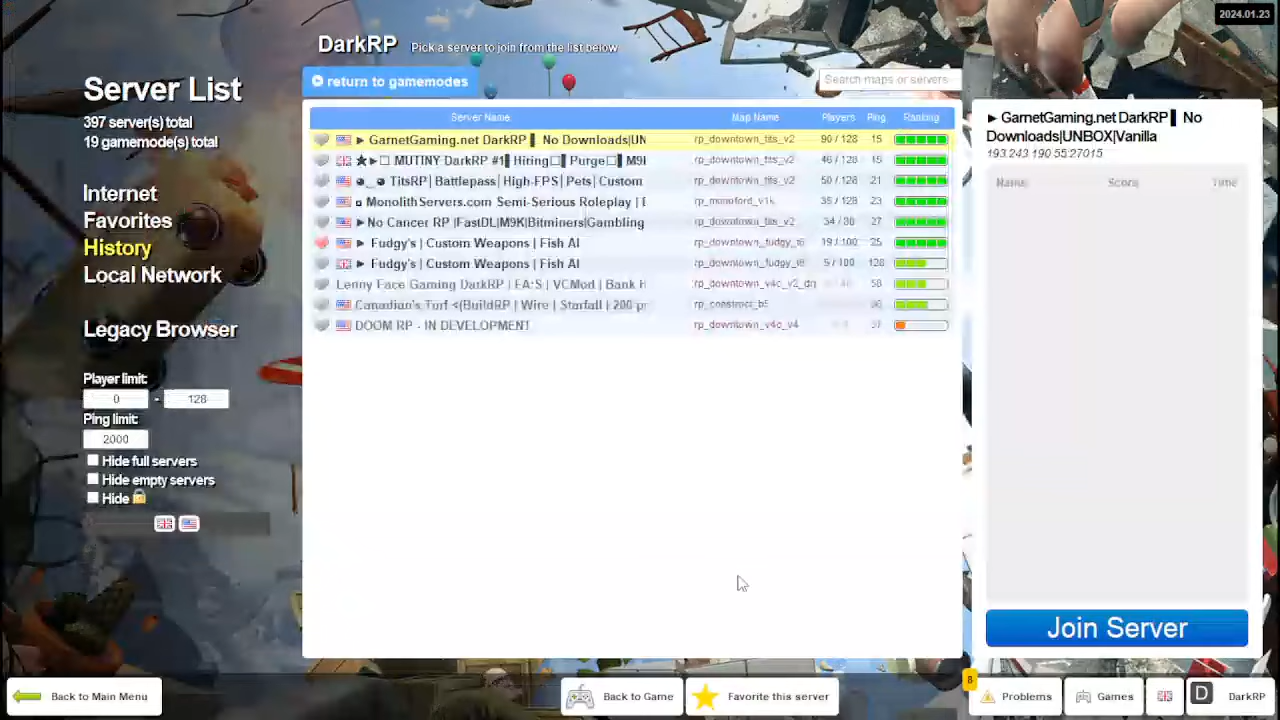 2024.01.23
DarkRP Pick a server to join from the list below
Server List
397 server(s) total
19 gamemode(s) total
Internet
Favorites
History
Local Network
Legacy Browser
Player limit:
0 - 128
Ping limit:
2000
Hide full servers
Hide empty servers
Hide
return to gamemodes
Search maps or servers
Server Name Map Name Players Ping Ranking
► GarnetGaming.net DarkRP ▌ No Downloads|UN rp_downtown_tits_v2 90 / 128 15
★►□ MUTINY DarkRP #1▌Hiring□▌Purge□▌M9K rp_downtown_tits_v2 46 / 128 15
TitsRP| Battlepass| High-FPS| Pets| Custom rp_downtown_tits_v2 50 / 128 21
MonolithServers.com Semi-Serious Roleplay | rp_monoford_v1k 35 / 128 23
►No Cancer RP |FastDL|M9K|Bitminers|Gambling rp_downtown_tits_v2 34 / 27
► Fudgy's | Custom Weapons | Fish AI rp_downtown_fudgy_ 19 / 100 25
► Fudgy's | Custom Weapons | Fish AI rp_downtown_fudgy_ 5 / 100 128
Lenny Face Gaming DarkRP | EA:S | VCMod | Bank H rp_downtown_v4c_v2_drp 58
Canadian's Turf <(BuildRP | Wire | Starfall | 200 pr rp_construct_b5
DOOM RP - IN DEVELOPMENT rp_downtown_v4c_v4 37
► GarnetGaming.net DarkRP ▌ No
Downloads|UNBOX|Vanilla
193.243.190.55:27015
Name Score Time
Join Server
Back to Main Menu
Back to Game
Favorite this server
8
Problems
Games
D DarkRP